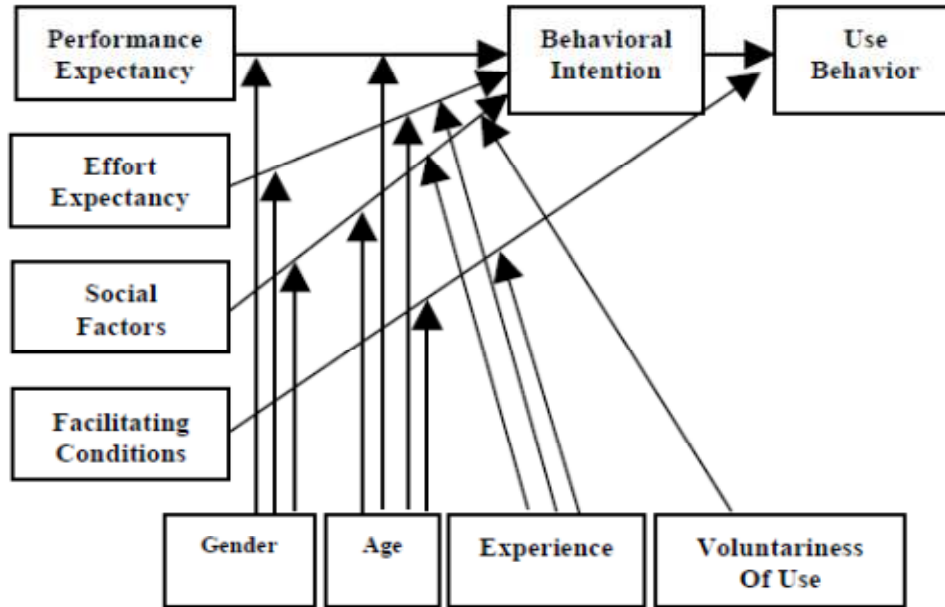 Performance
Expectancy
Behavioral
Intention
Use
Behavior
Effort
Expectancy
Social
Factors
Facilitating
Conditions
Gender
Age
Experience
Voluntariness
Of Use